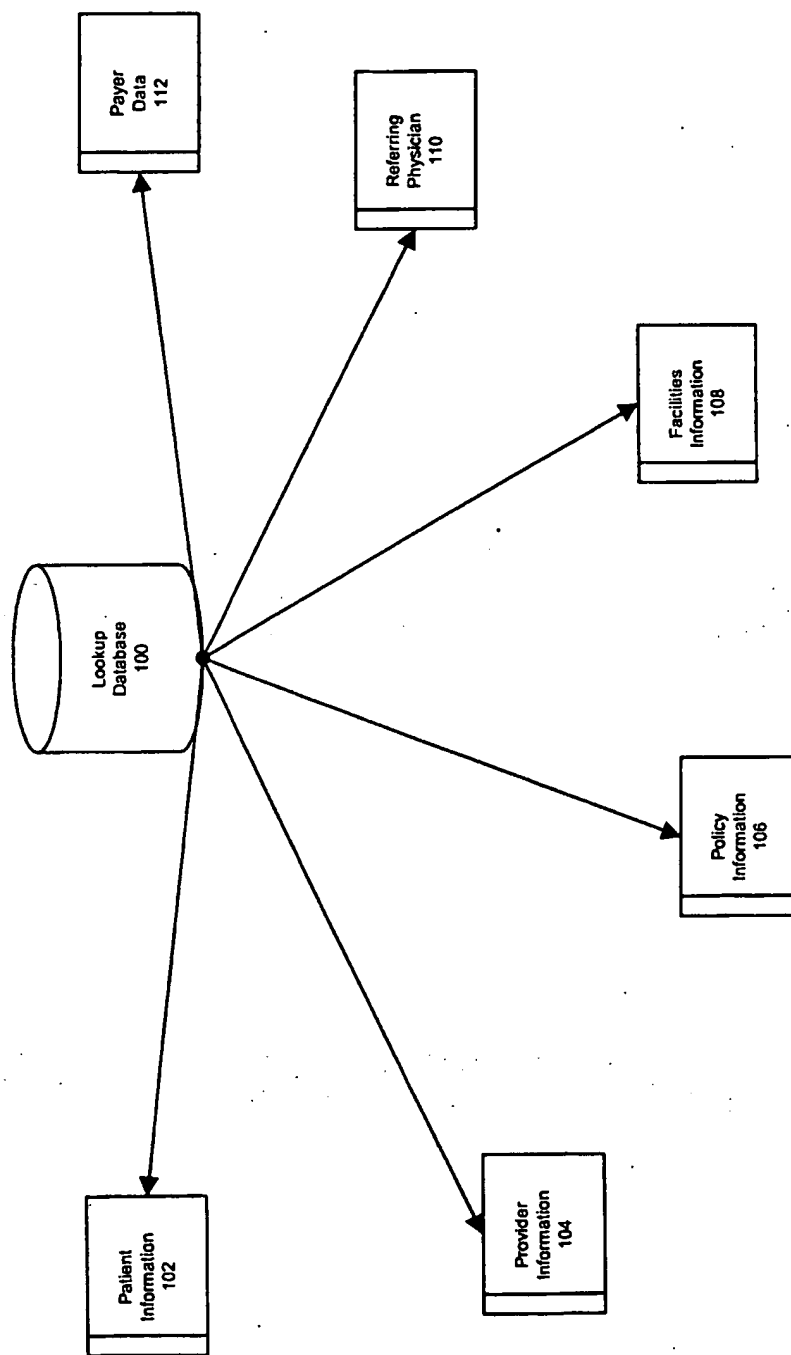 Lookup
Database
100
Patient
Information
102
Provider
Information
104
Policy
Information
106
Facilities
Information
108
Referring
Physician
110
Payer
Data
112